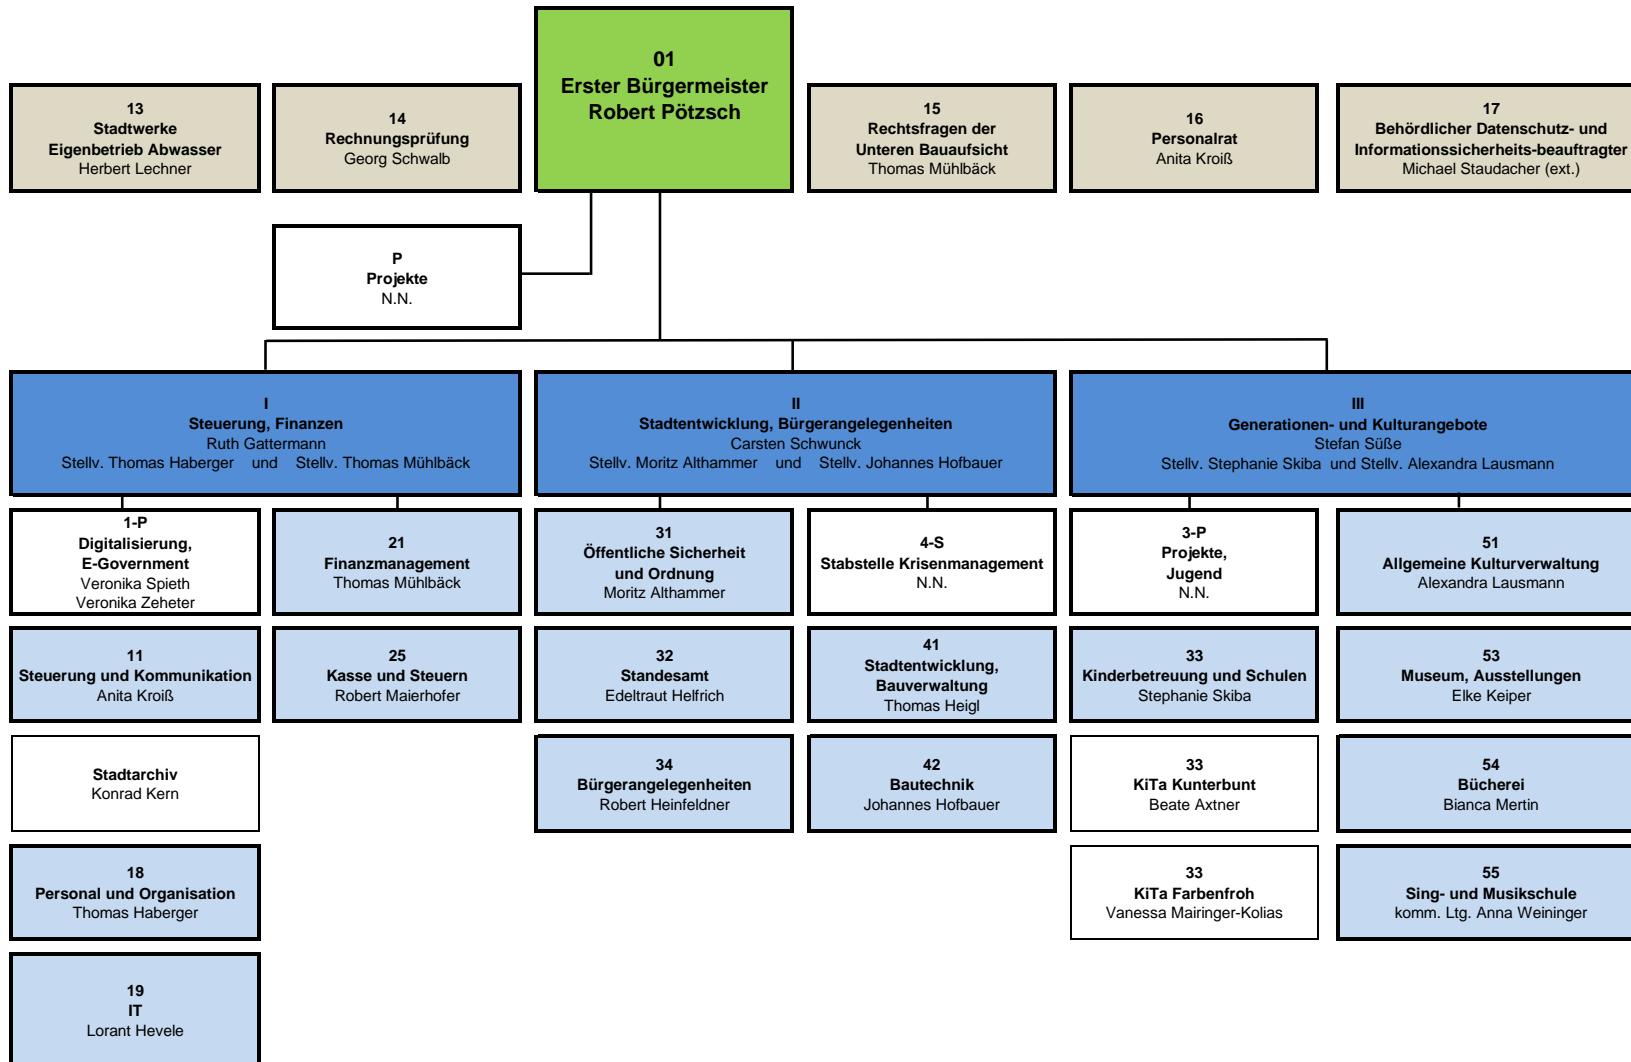 01
Erster Bürgermeister
Robert Pötzsch
13
Stadtwerke
Eigenbetrieb Abwasser
Herbert Lechner
14
Rechnungsprüfung
Georg Schwalb
15
Rechtsfragen der
Unteren Bauaufsicht
Thomas Mühlbäck
16
Personalrat
Anita Kroiß
17
Behördlicher Datenschutz- und
Informationssicherheits-beauftragter
Michael Staudacher (ext.)
P
Projekte
N.N.
I
Steuerung, Finanzen
Ruth Gattermann
Stellv. Thomas Haberger und Stellv. Thomas Mühlbäck
II
Stadtentwicklung, Bürgerangelegenheiten
Carsten Schwunck
Stellv. Moritz Althammer und Stellv. Johannes Hofbauer
III
Generationen- und Kulturangebote
Stefan Süße
Stellv. Stephanie Skiba und Stellv. Alexandra Lausmann
1-P
Digitalisierung,
E-Government
Veronika Spieth
Veronika Zeheter
21
Finanzmanagement
Thomas Mühlbäck
31
Öffentliche Sicherheit
und Ordnung
Moritz Althammer
4-S
Stabstelle Krisenmanagement
N.N.
3-P
Projekte,
Jugend
N.N.
51
Allgemeine Kulturverwaltung
Alexandra Lausmann
11
Steuerung und Kommunikation
Anita Kroiß
25
Kasse und Steuern
Robert Maierhofer
32
Standesamt
Edeltraut Helfrich
41
Stadtentwicklung,
Bauverwaltung
Thomas Heigl
33
Kinderbetreuung und Schulen
Stephanie Skiba
53
Museum, Ausstellungen
Elke Keiper
Stadtarchiv
Konrad Kern
34
Bürgerangelegenheiten
Robert Heinfeldner
42
Bautechnik
Johannes Hofbauer
33
KiTa Kunterbunt
Beate Axtner
54
Bücherei
Bianca Mertin
18
Personal und Organisation
Thomas Haberger
33
KiTa Farbenfroh
Vanessa Mairinger-Kolias
55
Sing- und Musikschule
komm. Ltg. Anna Weininger
19
IT
Lorant Hevele